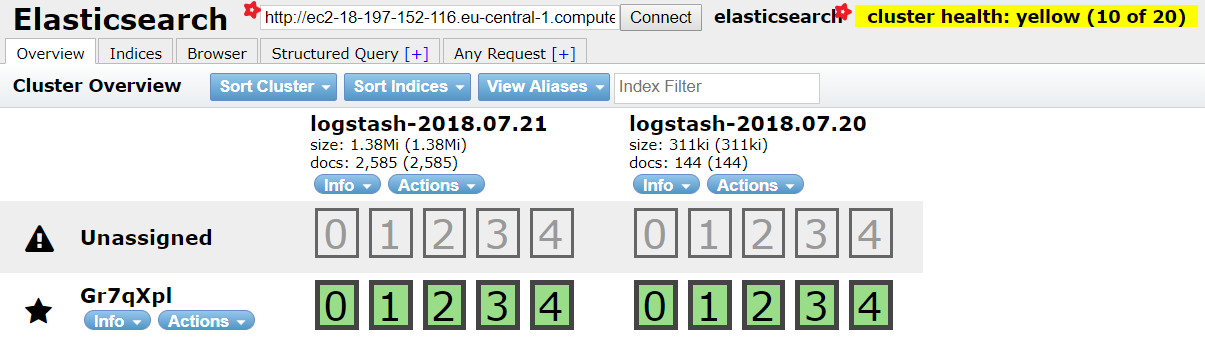 Elasticsearch http://ec2-18-197-152-116.eu-central-1.compute Connect elasticsearch cluster health: yellow (10 of 20)
Overview Indices Browser Structured Query [+] Any Request [+]
Cluster Overview Sort Cluster Sort Indices View Aliases Index Filter
logstash-2018.07.21 logstash-2018.07.20
size: 1.38Mi (1.38Mi) size: 311ki (311ki)
docs: 2,585 (2,585) docs: 144 (144)
Info Actions Info Actions
Unassigned 0 1 2 3 4 0 1 2 3 4
Gr7qXpl 0 1 2 3 4 0 1 2 3 4
Info Actions